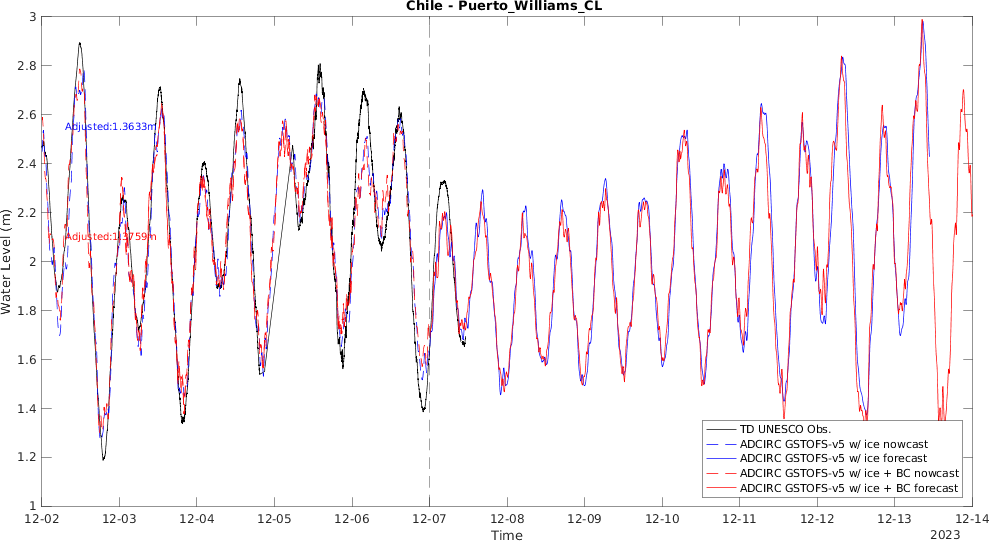 Chile - Puerto_Williams_CL
3
2.8
2.6
2.4
2.2
2
1.8
1.6
1.4
1.2
1
Water Level (m)
Adjusted:1.3633m
Adjusted:1.3759m
TD UNESCO Obs.
ADCIRC GSTOFS-v5 w/ ice nowcast
ADCIRC GSTOFS-v5 w/ ice forecast
ADCIRC GSTOFS-v5 w/ ice + BC nowcast
ADCIRC GSTOFS-v5 w/ ice + BC forecast
12-02 12-03 12-04 12-05 12-06 12-07 12-08 12-09 12-10 12-11 12-12 12-13 12-14
Time
2023